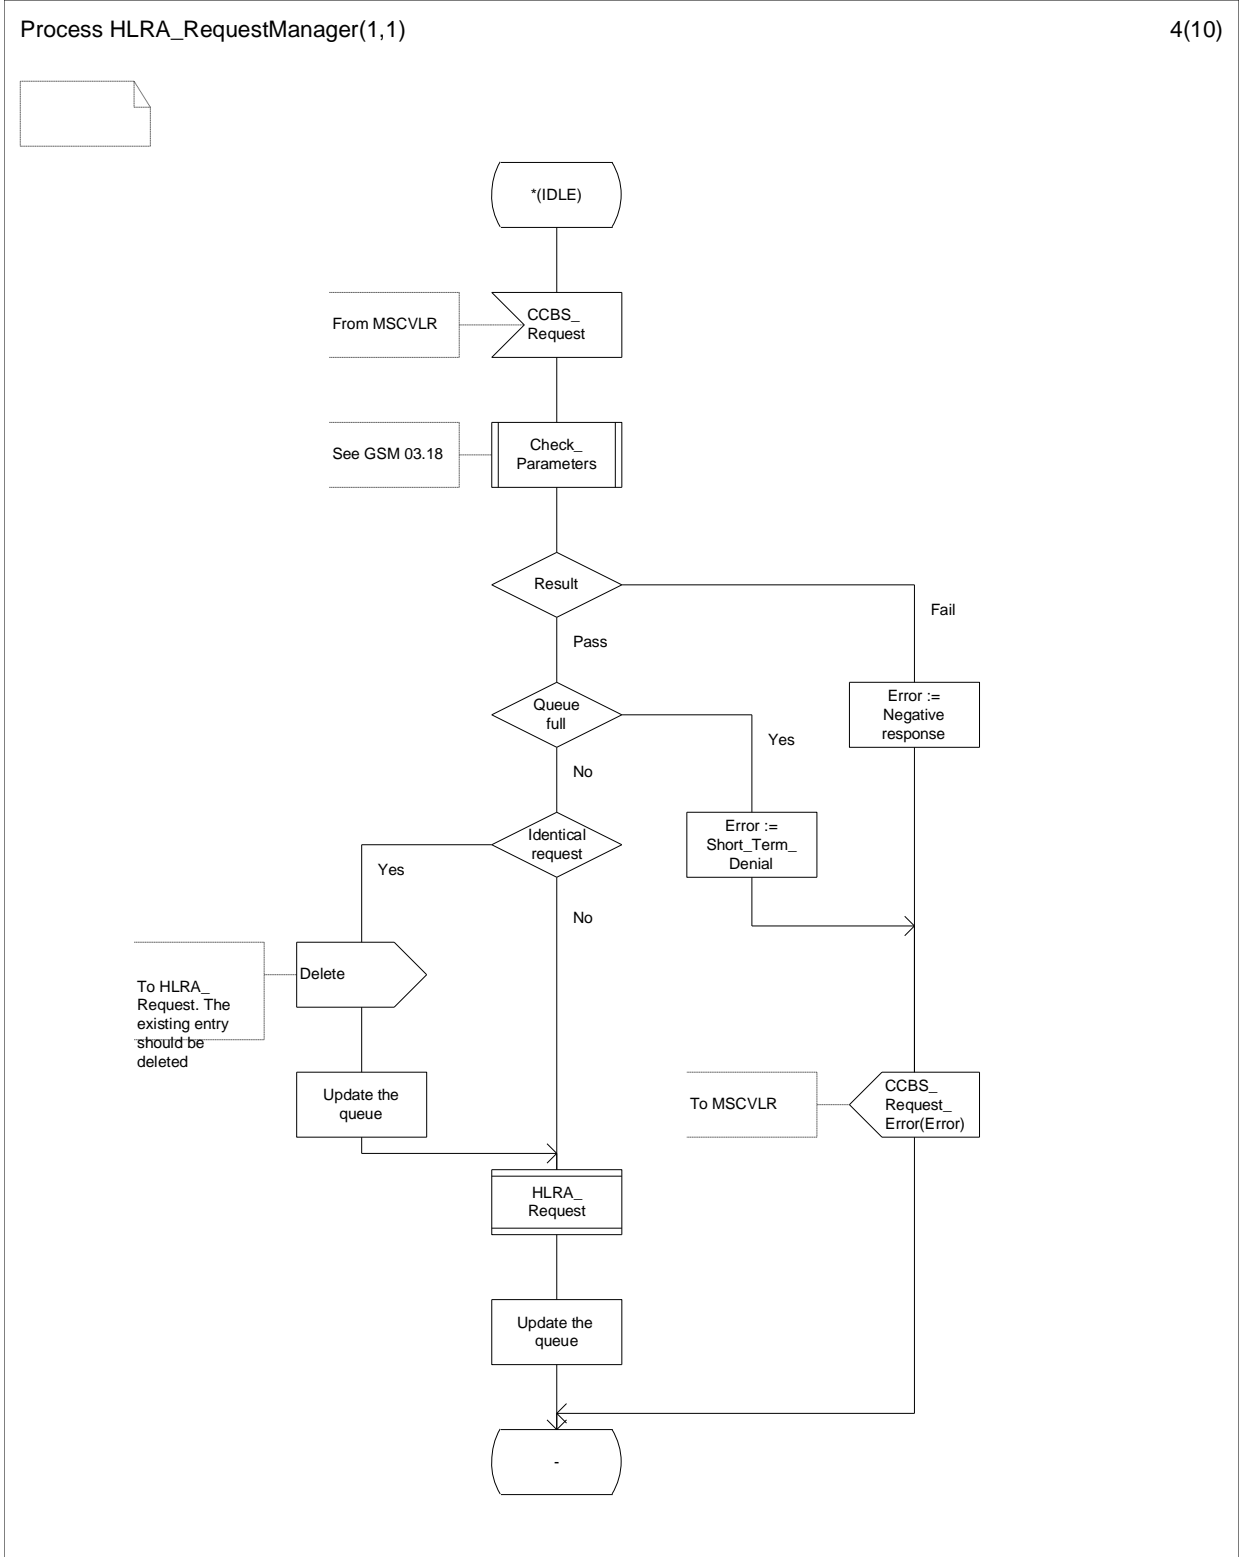 Process HLRA_RequestManager(1,1)
4(10)
*(IDLE)
From MSCVLR
CCBS_
Request
See GSM 03.18
Check_
Parameters
Result
Fail
Pass
Queue
full
Error :=
Negative
response
Yes
No
Identical
request
Error :=
Short_Term_
Denial
Yes
No
Delete
To HLRA_
Request. The
existing entry
should be
deleted
Update the
queue
To MSCVLR
CCBS_
Request_
Error(Error)
HLRA_
Request
Update the
queue
-